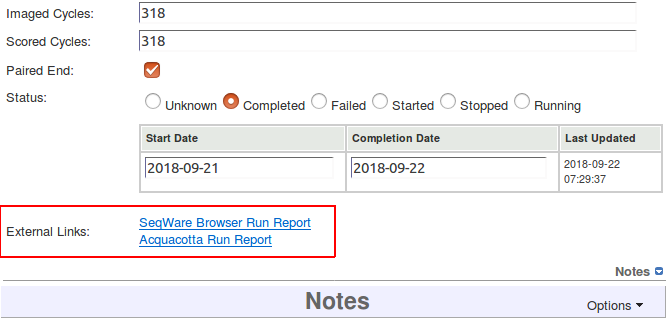 Imaged Cycles: 318
Scored Cycles: 318
Paired End:
Status: Unknown Completed Failed Started Stopped Running
Start Date Completion Date Last Updated
2018-09-21 2018-09-22 2018-09-22
07:29:37
External Links: SeqWare Browser Run Report
Acquacotta Run Report
Notes
Notes Options